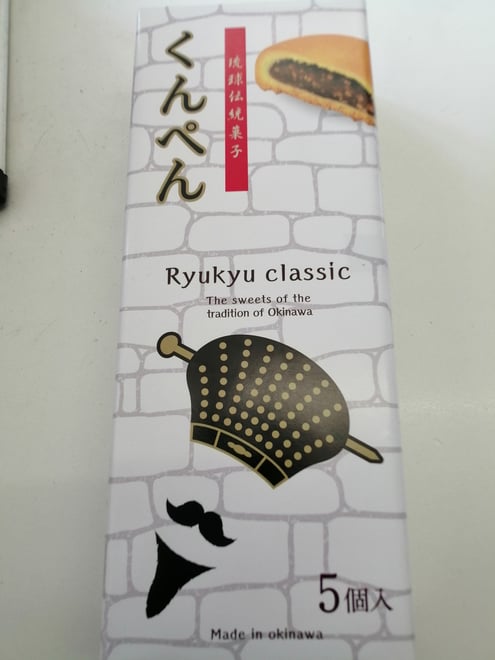 くんぺん
琉球伝統菓子
Ryukyu classic
The sweets of the
tradition of Okinawa
5個入
Made in okinawa